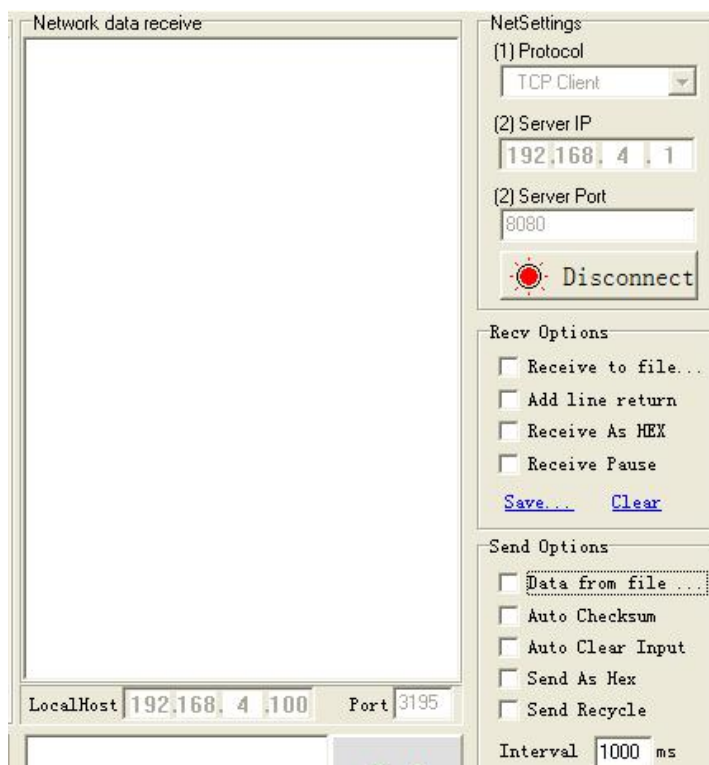 Network data receive
NetSettings
(1) Protocol
TCP Client
(2) Server IP
192.168. 4 . 1
(2) Server Port
8080
Disconnect
Recv Options
Receive to file...
Add line return
Receive As HEX
Receive Pause
Save... Clear
Send Options
Data from file ...
Auto Checksum
Auto Clear Input
Send As Hex
Send Recycle
Interval 1000 ms
LocalHost 192.168. 4 .100 Port 3195